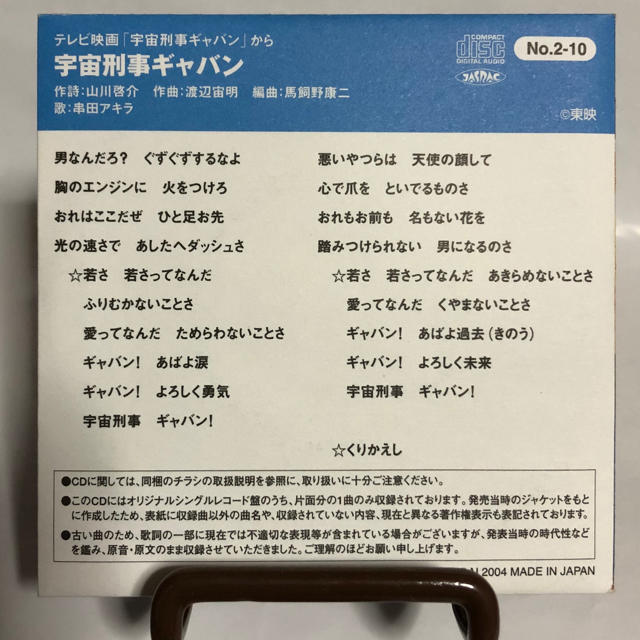 テレビ映画「宇宙刑事ギャバン」から
宇宙刑事ギャバン
作詩:山川啓介 作曲:渡辺宙明 編曲:馬飼野康二
歌:串田アキラ
COMPACT
disc
DIGITAL AUDIO
JASRAC
No.2-10
©東映
男なんだろ? ぐずぐずするなよ
胸のエンジンに 火をつけろ
おれはここだぜ ひと足お先
光の速さで あしたへダッシュさ
☆若さ 若さってなんだ
ふりむかないことさ
愛ってなんだ ためらわないことさ
ギャバン! あばよ涙
ギャバン! よろしく勇気
宇宙刑事 ギャバン!
悪いやつらは 天使の顔して
心で爪を といでるものさ
おれもお前も 名もない花を
踏みつけられない 男になるのさ
☆若さ 若さってなんだ あきらめないことさ
愛ってなんだ くやまないことさ
ギャバン! あばよ過去(きのう)
ギャバン! よろしく未来
宇宙刑事 ギャバン!
☆くりかえし
●CDに関しては、同梱のチラシの取扱説明を参照に、取り扱いに十分ご注意ください。
●このCDにはオリジナルシングルレコード盤のうち、片面分の1曲のみ収録されております。発売当時のジャケットをもと
に作成したため、表紙に収録曲以外の曲名や、収録されていない内容、現在と異なる著作権表示も表記されております。
●古い曲のため、歌詞の一部に現在では不適切な表現等が含まれている場合がございますが、発表当時の時代性など
を鑑み、原音・原文のまま収録させていただきました。ご理解のほどお願い申し上げます。
2004 MADE IN JAPAN